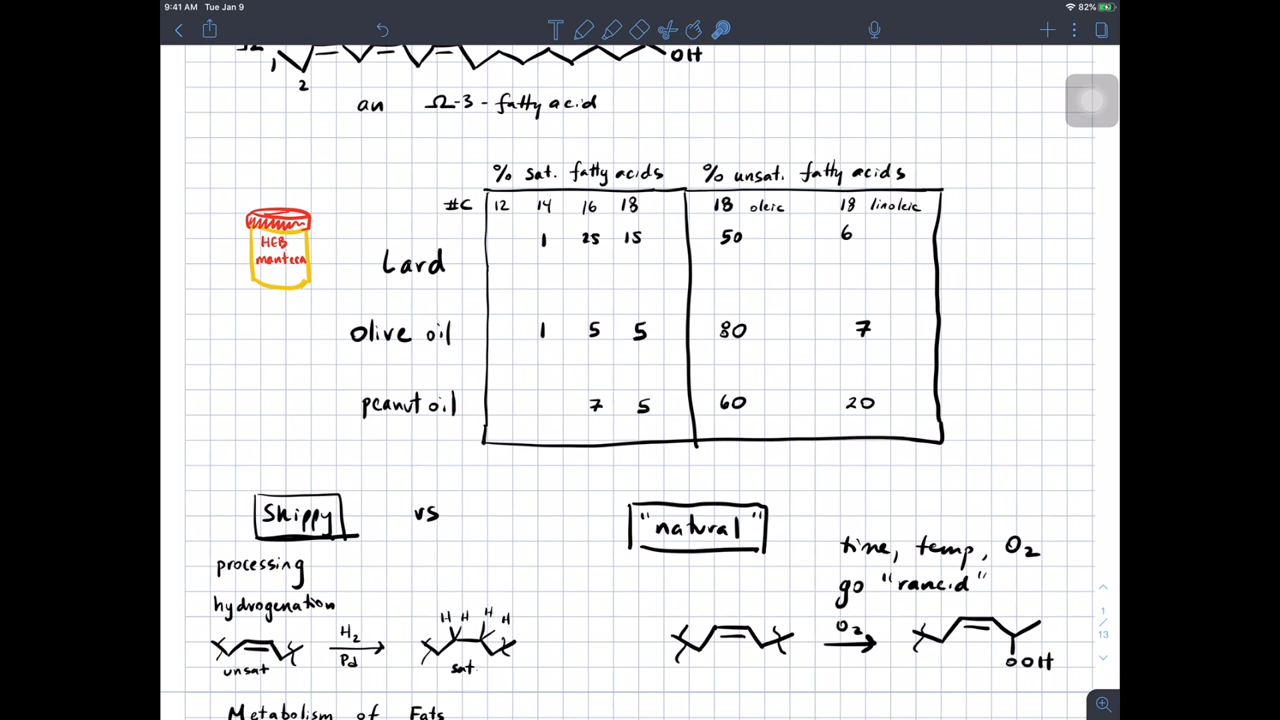 9:41 AM Tue Jan 9
82%
OH
1
2
an Ω-3-fatty acid
% sat. fatty acids % unsat. fatty acids
#C 12 14 16 18 18 oleic 18 linoleic
1 25 15 50 6
HEB
manteca
Lard
Olive oil 1 5 5 80 7
peanut oil 7 5 60 20
Skippy vs "natural"
time, temp, O2
go "rancid"
processing
hydrogenation
H H H H
H2
Pd
O2
unsat
sat.
OOH
Metabolism of Fats
1
/
13